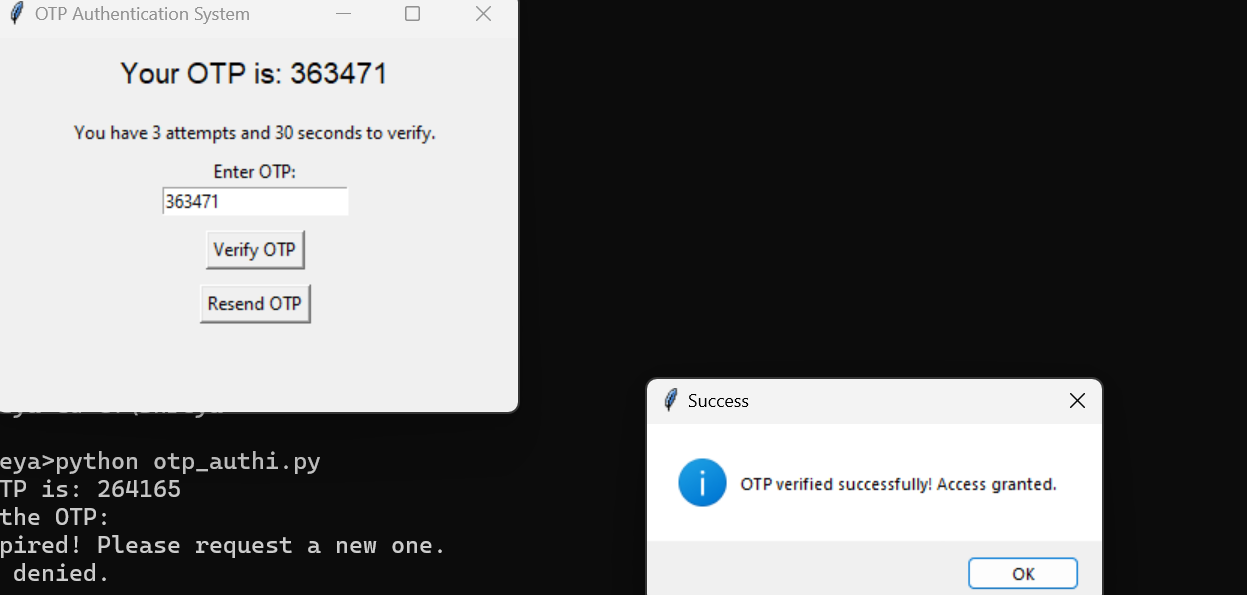 OTP Authentication System
Your OTP is: 363471
You have 3 attempts and 30 seconds to verify.
Enter OTP:
363471
Verify OTP
Resend OTP
eya>python otp_authi.py
TP is: 264165
the OTP:
pired! Please request a new one.
denied.
Success
OTP verified successfully! Access granted.
OK